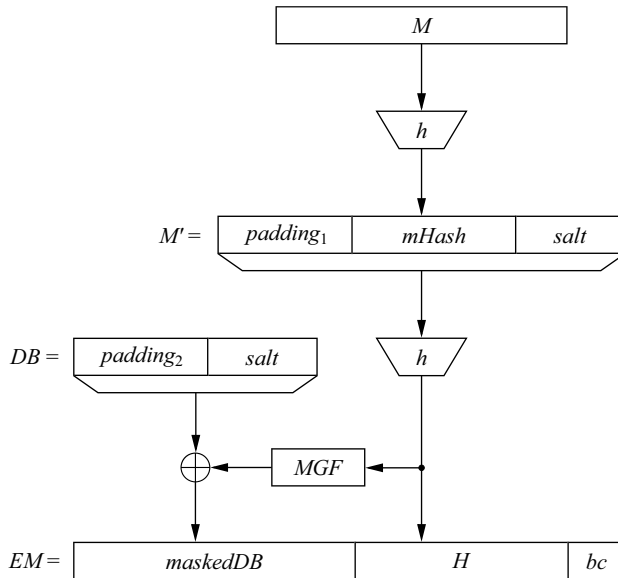 M
h
M' = padding₁ mHash salt
DB = padding₂ salt h
MGF
EM = maskedDB H bc